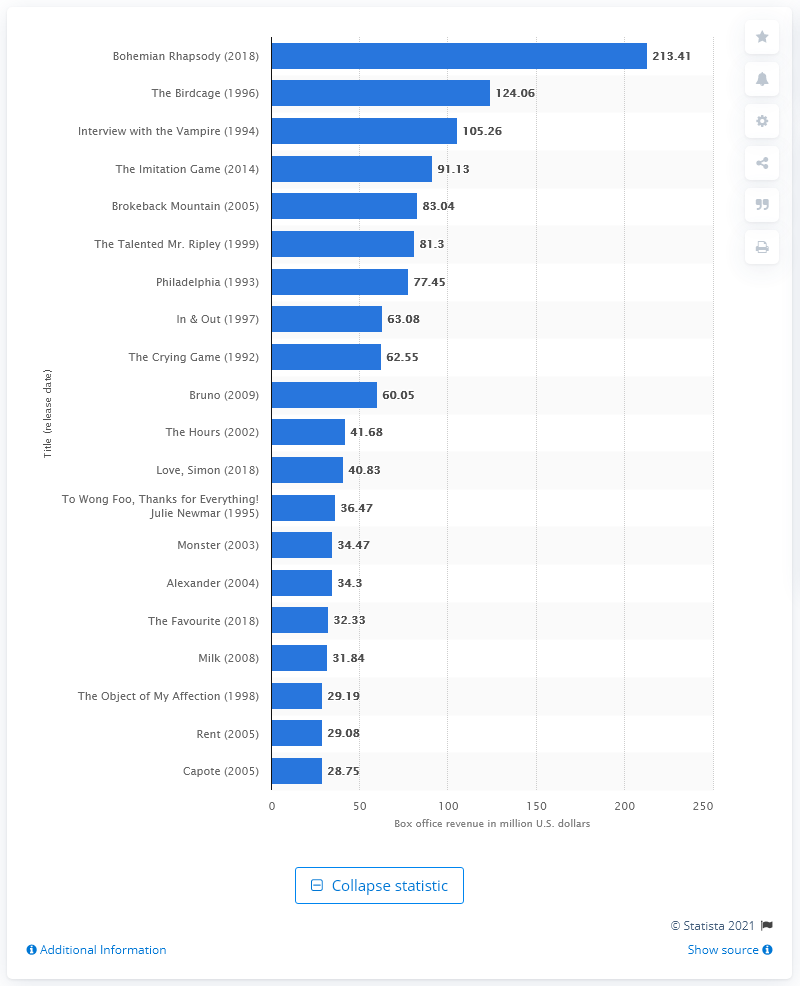 Bohemian Rhapsody (2018) 213.41
The Birdcage (1996) 124.06
Interview with the Vampire (1994) 105.26
The Imitation Game (2014) 91.13
Brokeback Mountain (2005) 83.04
The Talented Mr. Ripley (1999) 81.3
Philadelphia (1993) 77.45
In & Out (1997) 63.08
The Crying Game (1992) 62.55
Bruno (2009) 60.05
The Hours (2002) 41.68
Love, Simon (2018) 40.83
To Wong Foo, Thanks for Everything!
Julie Newmar (1995) 36.47
Monster (2003) 34.47
Alexander (2004) 34.3
The Favourite (2018) 32.33
Milk (2008) 31.84
The Object of My Affection (1998) 29.19
Rent (2005) 29.08
Capote (2005) 28.75
Title (release date)
0 50 100 150 200 250
Box office revenue in million U.S. dollars
Collapse statistic
© Statista 2021
Additional Information
Show source